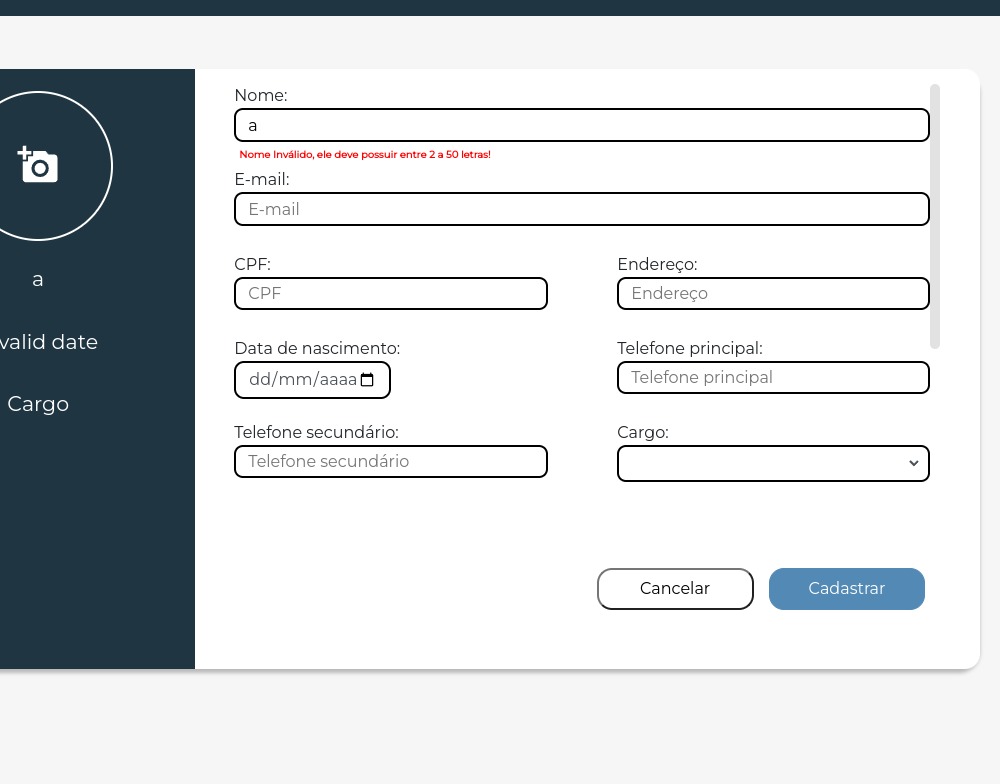 a
valid date
Cargo
Nome:
a
Nome Inválido, ele deve possuir entre 2 a 50 letras!
E-mail:
E-mail
CPF:
CPF
Endereço:
Endereço
Data de nascimento:
dd/mm/aaaa
Telefone principal:
Telefone principal
Telefone secundário:
Telefone secundário
Cargo:
Cancelar
Cadastrar